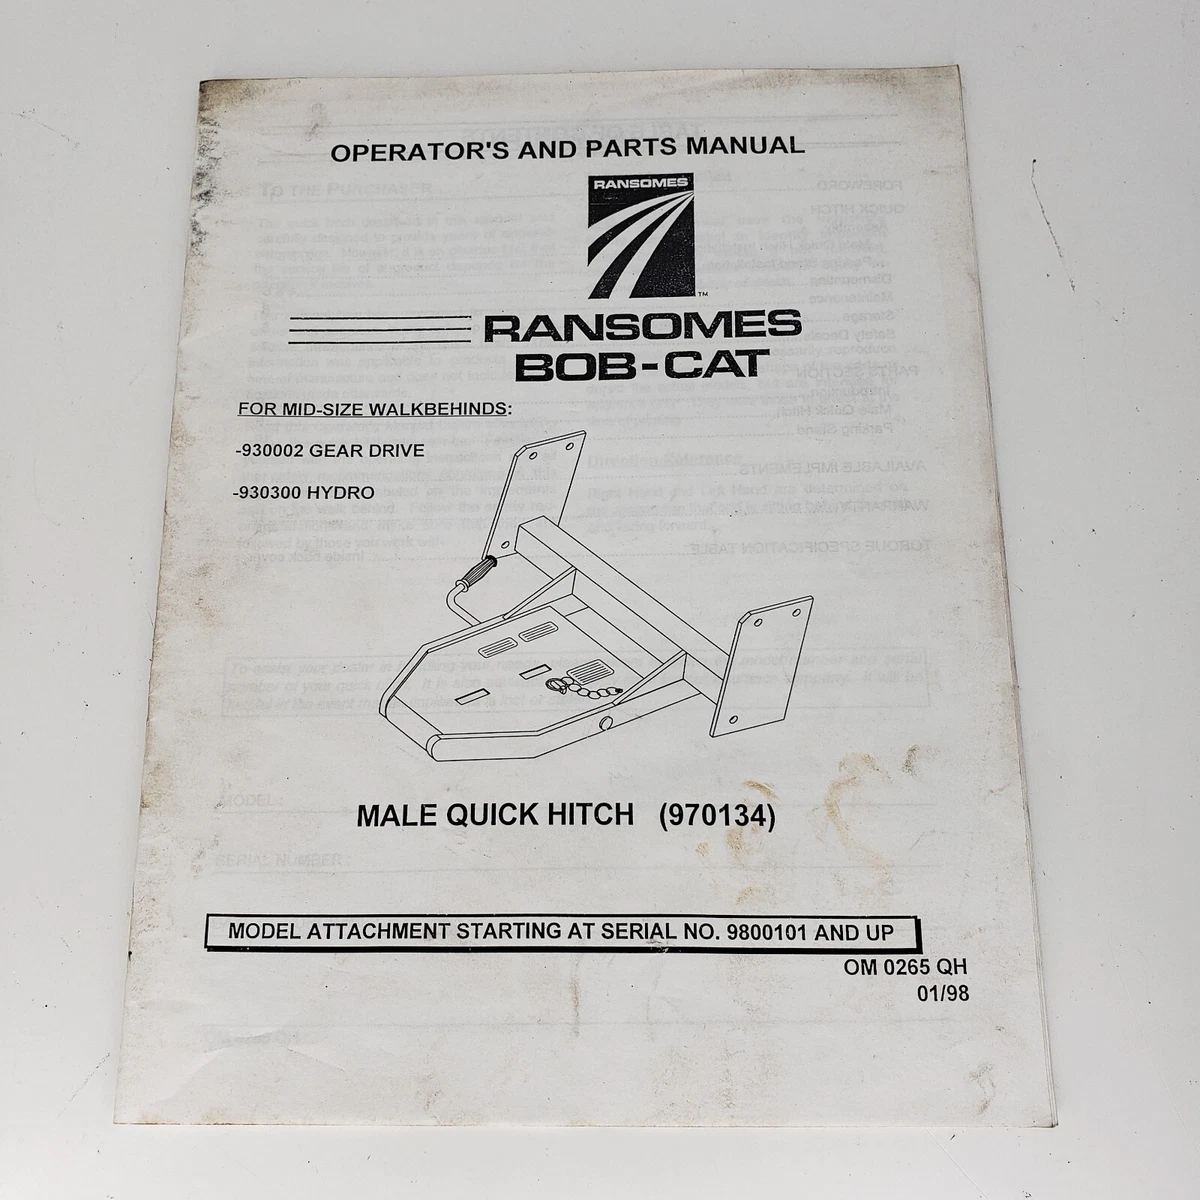 OPERATOR'S AND PARTS MANUAL
RANSOMES
™
RANSOMES
BOB-CAT
FOR MID-SIZE WALKBEHINDS:
-930002 GEAR DRIVE
-930300 HYDRO
MALE QUICK HITCH (970134)
MODEL ATTACHMENT STARTING AT SERIAL NO. 9800101 AND UP
OM 0265 QH
01/98